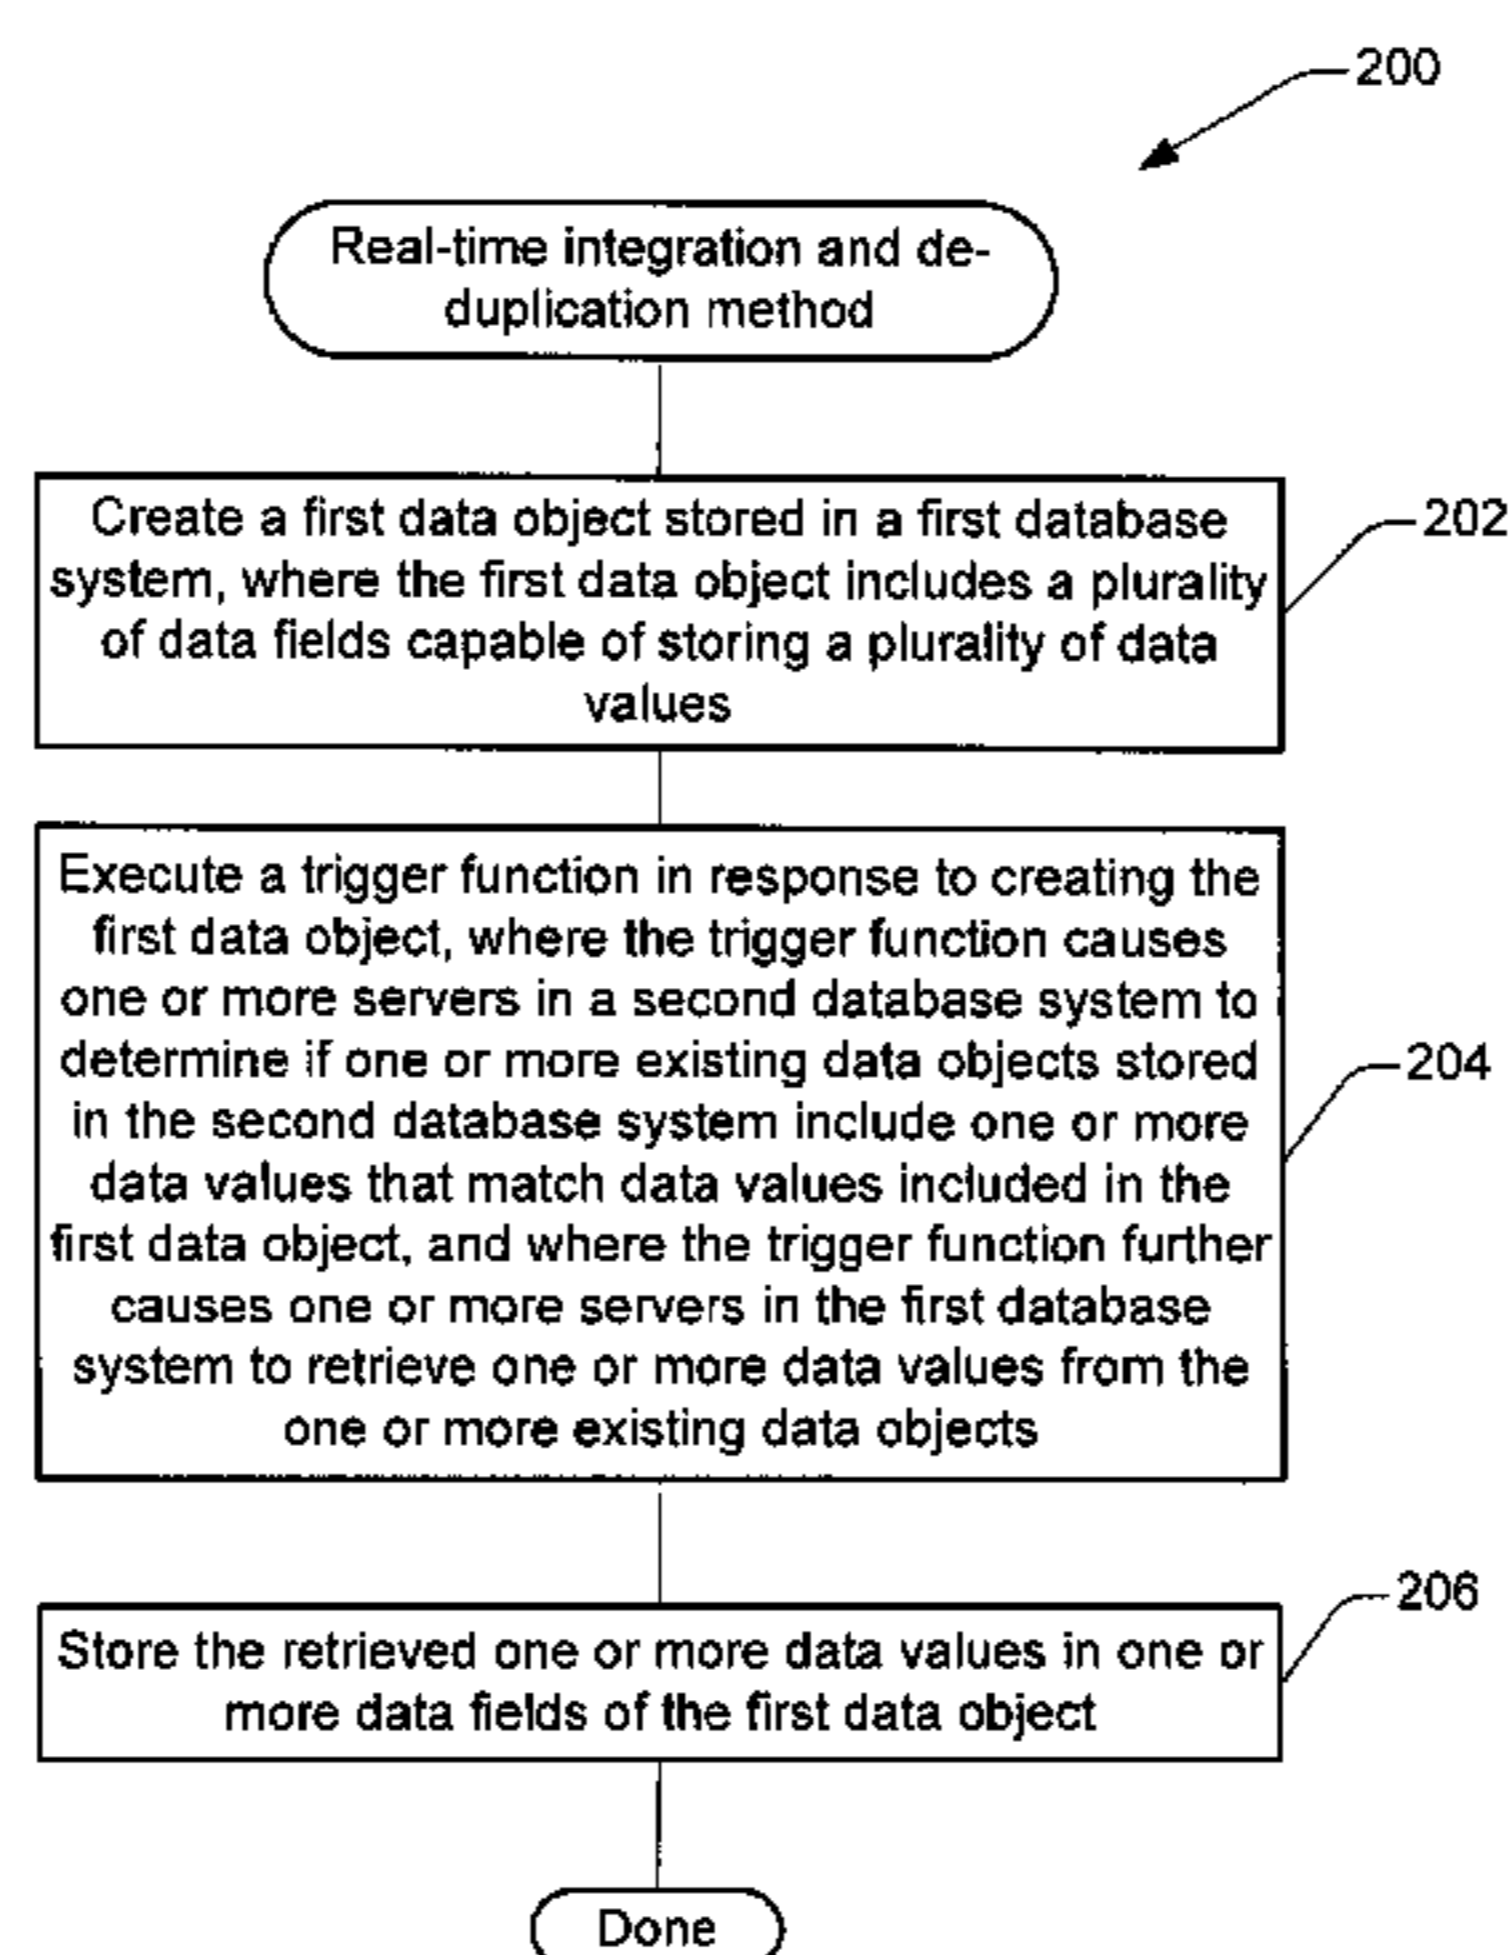 200
Real-time integration and de-
duplication method
Create a first data object stored in a first database
system, where the first data object includes a plurality
of data fields capable of storing a plurality of data
values
202
Execute a trigger function in response to creating the
first data object, where the trigger function causes
one or more servers in a second database system to
determine if one or more existing data objects stored
in the second database system include one or more
data values that match data values included in the
first data object, and where the trigger function further
causes one or more servers in the first database
system to retrieve one or more data values from the
one or more existing data objects
204
Store the retrieved one or more data values in one or
more data fields of the first data object
206
Done